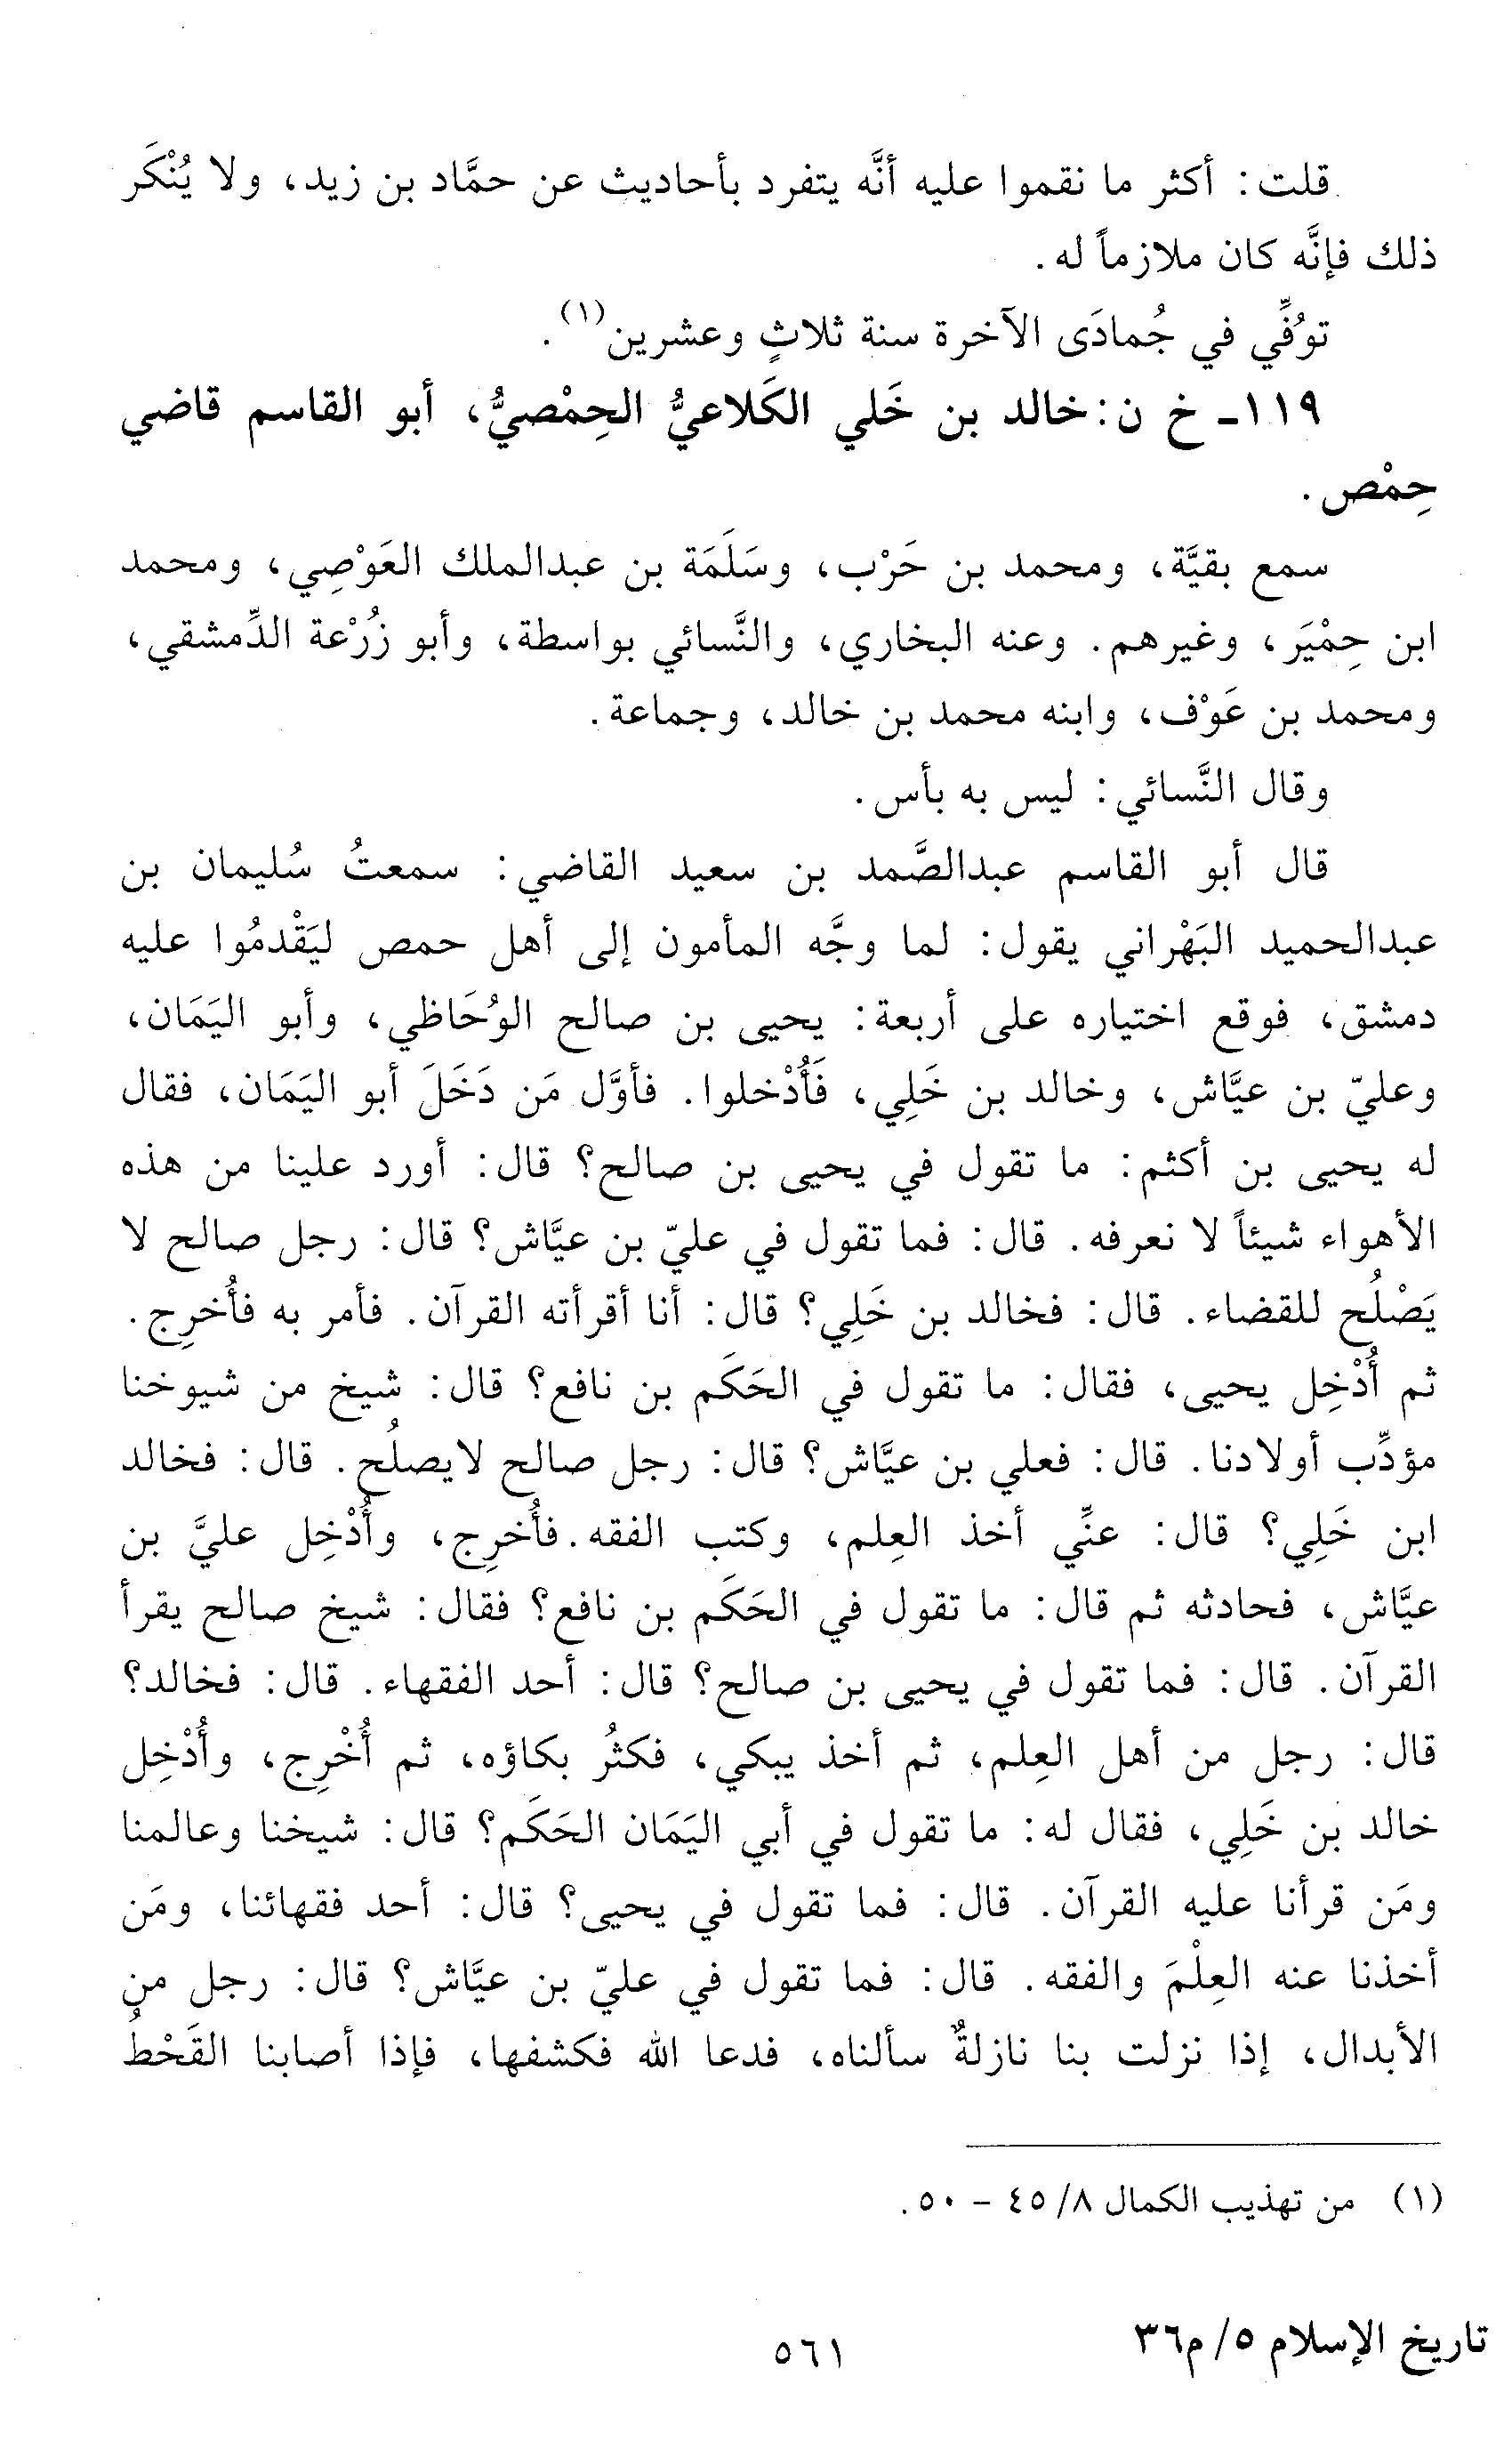 قلت: أكثر ما نقموا عليه أنَّه يتفرد بأحاديث عن حمَّاد بن زيد، ولا يُنْكَر
ذلك فإنَّه كان ملازماً له.
توُفِّي في جُمادَى الآخرة سنة ثلاثٍ وعشرين(١).
١١٩- خ ن: خالد بن خَلي الكَلاعيُّ الحِمْصيُّ، أبو القاسم قاضي
حِمْص.
سمع بقيَّة، ومحمد بن حَرْب، وسَلَمَة بن عبدالملك العَوْصِي، ومحمد
ابن حِمْيَر، وغيرهم. وعنه البخاري، والنَّسائي بواسطة، وأبو زُرْعة الدِّمشقي،
ومحمد بن عَوْف، وابنه محمد بن خالد، وجماعة.
وقال النَّسائي: ليس به بأس.
قال أبو القاسم عبدالصَّمد بن سعيد القاضي: سمعتُ سُليمان بن
عبدالحميد البَهْراني يقول: لما وجَّه المأمون إلى أهل حمص ليَقْدمُوا عليه
دمشق، فوقع اختياره على أربعة: يحيى بن صالح الوُحَاظي، وأبو اليَمَان،
وعليّ بن عيَّاش، وخالد بن خَلِي، فَأُدْخلوا. فأوَّل مَن دَخَلَ أبو اليَمَان، فقال
له يحيى بن أكثم: ما تقول في يحيى بن صالح؟ قال: أورد علينا من هذه
الأهواء شيئاً لا نعرفه. قال: فما تقول في عليّ بن عيَّاش؟ قال: رجل صالح لا
يَصْلُح للقضاء. قال: فخالد بن خَلِي؟ قال: أنا أقرأته القرآن. فأمر به فأُخرِج.
ثم أُدْخِل يحيى، فقال: ما تقول في الحَكَم بن نافع؟ قال: شيخ من شيوخنا
مؤدِّب أولادنا. قال: فعلي بن عيَّاش؟ قال: رجل صالح لايصلُح. قال: فخالد
ابن خَلِي؟ قال: عنِّي أخذ العِلم، وكتب الفقه. فأُخرِج، وأُدْخِل عليَّ بن
عيَّاش، فحادثه ثم قال: ما تقول في الحَكَم بن نافع؟ فقال: شيخ صالح يقرأ
القرآن. قال: فما تقول في يحيى بن صالح؟ قال: أحد الفقهاء. قال: فخالد؟
قال: رجل من أهل العِلم، ثم أخذ يبكي، فكثُر بكاؤه، ثم أُخْرِج، وأُدْخِل
خالد بن خَلِي، فقال له: ما تقول في أبي اليَمَان الحَكَم؟ قال: شيخنا وعالمنا
ومَن قرأنا عليه القرآن. قال: فما تقول في يحيى؟ قال: أحد فقهائنا، ومَن
أخذنا عنه العِلْمَ والفقه. قال: فما تقول في عليّ بن عيَّاش؟ قال: رجل من
الأبدال، إذا نزلت بنا نازلةٌ سألناه، فدعا الله فكشفها، فإذا أصابنا القَحْطُ
(١) من تهذيب الكمال ٨/ ٤٥ - ٥٠.
تاريخ الإسلام ٥/ م٣٦
٥٦١